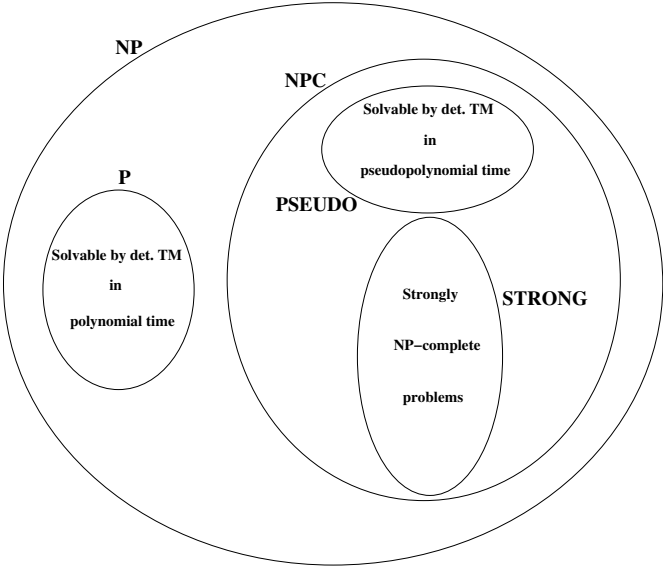 NP
NPC
Solvable by det. TM
in
pseudopolynomial time
P
PSEUDO
Solvable by det. TM
in
polynomial time
Strongly
STRONG
NP−complete
problems